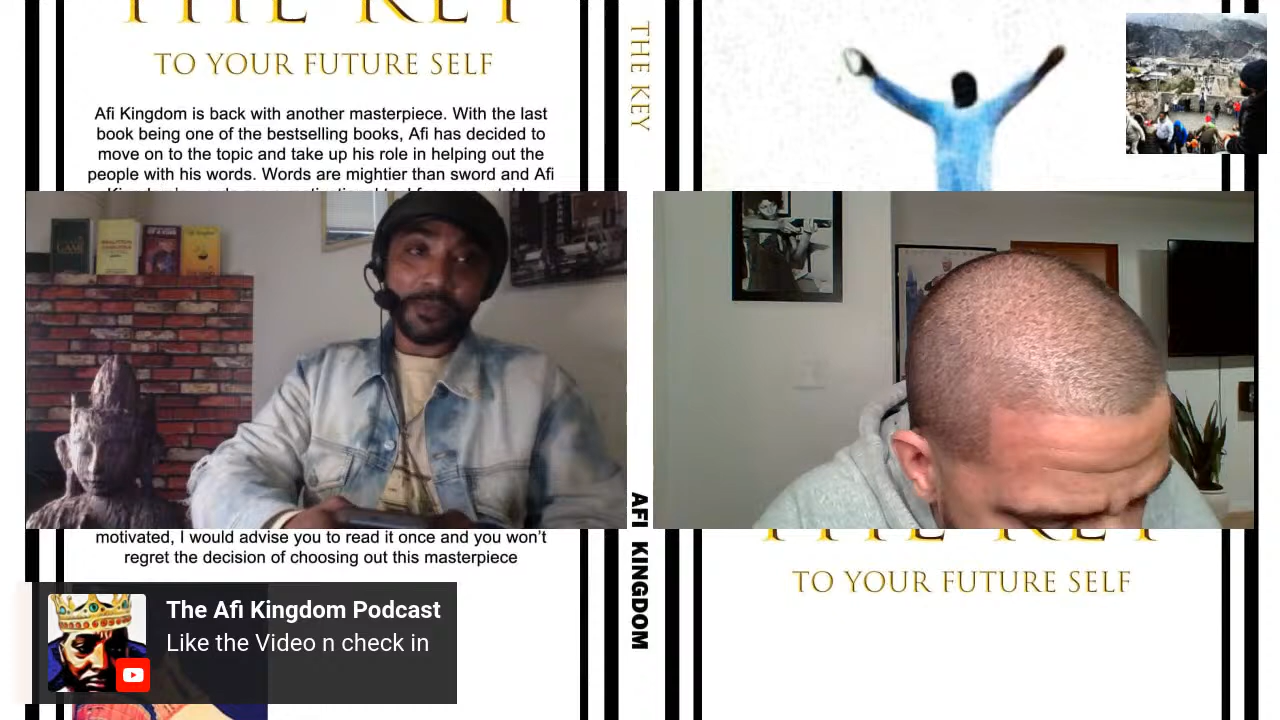 THE KEY
TO YOUR FUTURE SELF
Afi Kingdom is back with another masterpiece. With the last
book being one of the bestselling books, Afi has decided to
move on to the topic and take up his role in helping out the
people with his words. Words are mightier than sword and Afi
motivated, I would advise you to read it once and you won't
regret the decision of choosing out this masterpiece
THE KEY
AFI KINGDOM
THE KEY
TO YOUR FUTURE SELF
The Afi Kingdom Podcast
Like the Video n check in